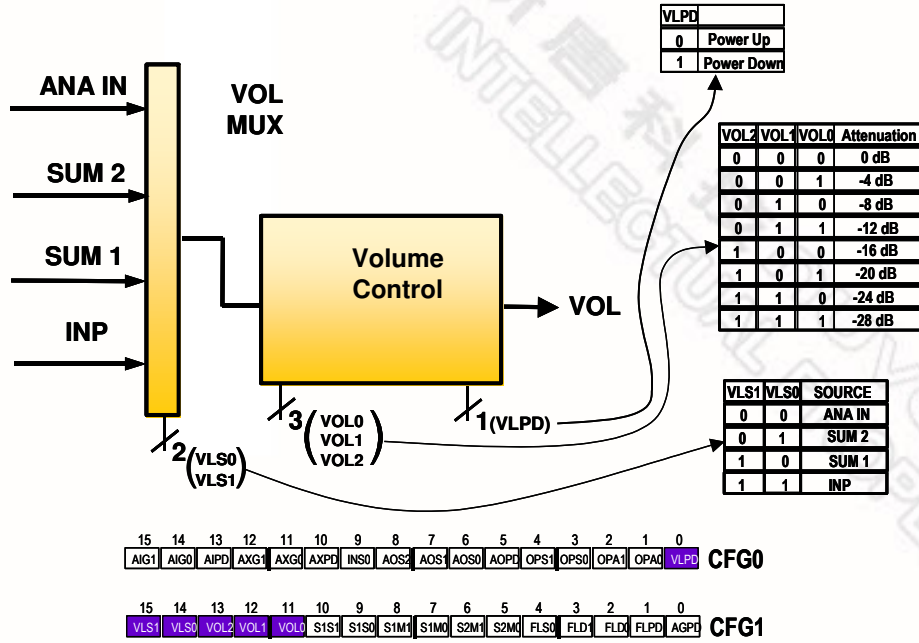 VLPD
0 Power Up
1 Power Down
ANA IN
VOL
MUX
SUM 2
SUM 1
INP
Volume
Control
VOL
VOL2 VOL1 VOL0 Attenuation
0 0 0 0 dB
0 0 1 -4 dB
0 1 0 -8 dB
0 1 1 -12 dB
1 0 0 -16 dB
1 0 1 -20 dB
1 1 0 -24 dB
1 1 1 -28 dB
2 (VLS0
VLS1)
3 (VOL0
VOL1
VOL2)
1 (VLPD)
VLS1 VLS0 SOURCE
0 0 ANA IN
0 1 SUM 2
1 0 SUM 1
1 1 INP
15 14 13 12 11 10 9 8 7 6 5 4 3 2 1 0
AIG1 AIG0 AIPD AXG1 AXG0 AXPD INS0 AOS2 AOS1 AOS0 AOPD OPS1 OPS0 OPA1 OPA0 VLPD CFG0
15 14 13 12 11 10 9 8 7 6 5 4 3 2 1 0
VLS1 VLS0 VOL2 VOL1 VOL0 S1S1 S1S0 S1M1 S1M0 S2M1 S2M0 FLS0 FLD1 FLD0 FLPD AGPD CFG1
INTELLECTUAL